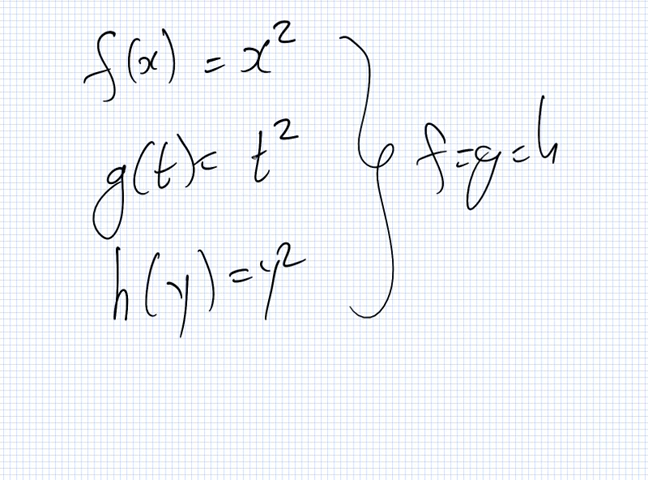 f(x) = x²
g(t) = t²
h(y) = y²
f=g=h